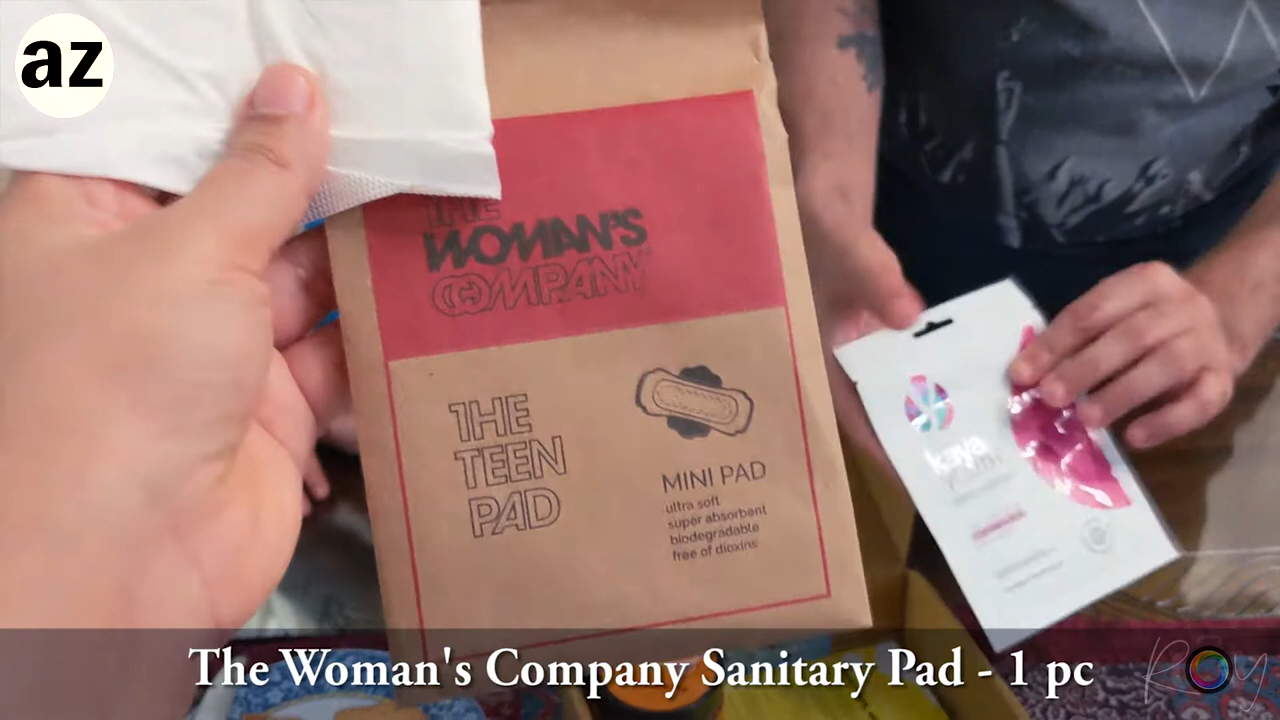 az
THE
WOMAN'S
COMPANY
THE
TEEN
PAD
MINI PAD
ultra soft
super absorbent
biodegradable
free of dioxins
kaya
The Woman's Company Sanitary Pad - 1 pc
ROY